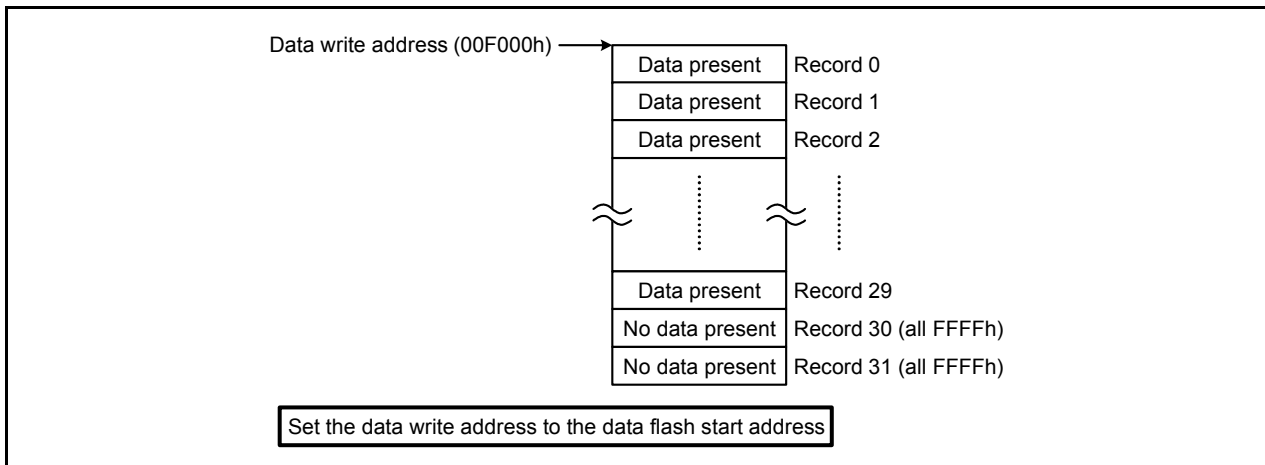 Data write address (00F000h)
Data present Record 0
Data present Record 1
Data present Record 2
Data present Record 29
No data present Record 30 (all FFFFh)
No data present Record 31 (all FFFFh)
Set the data write address to the data flash start address